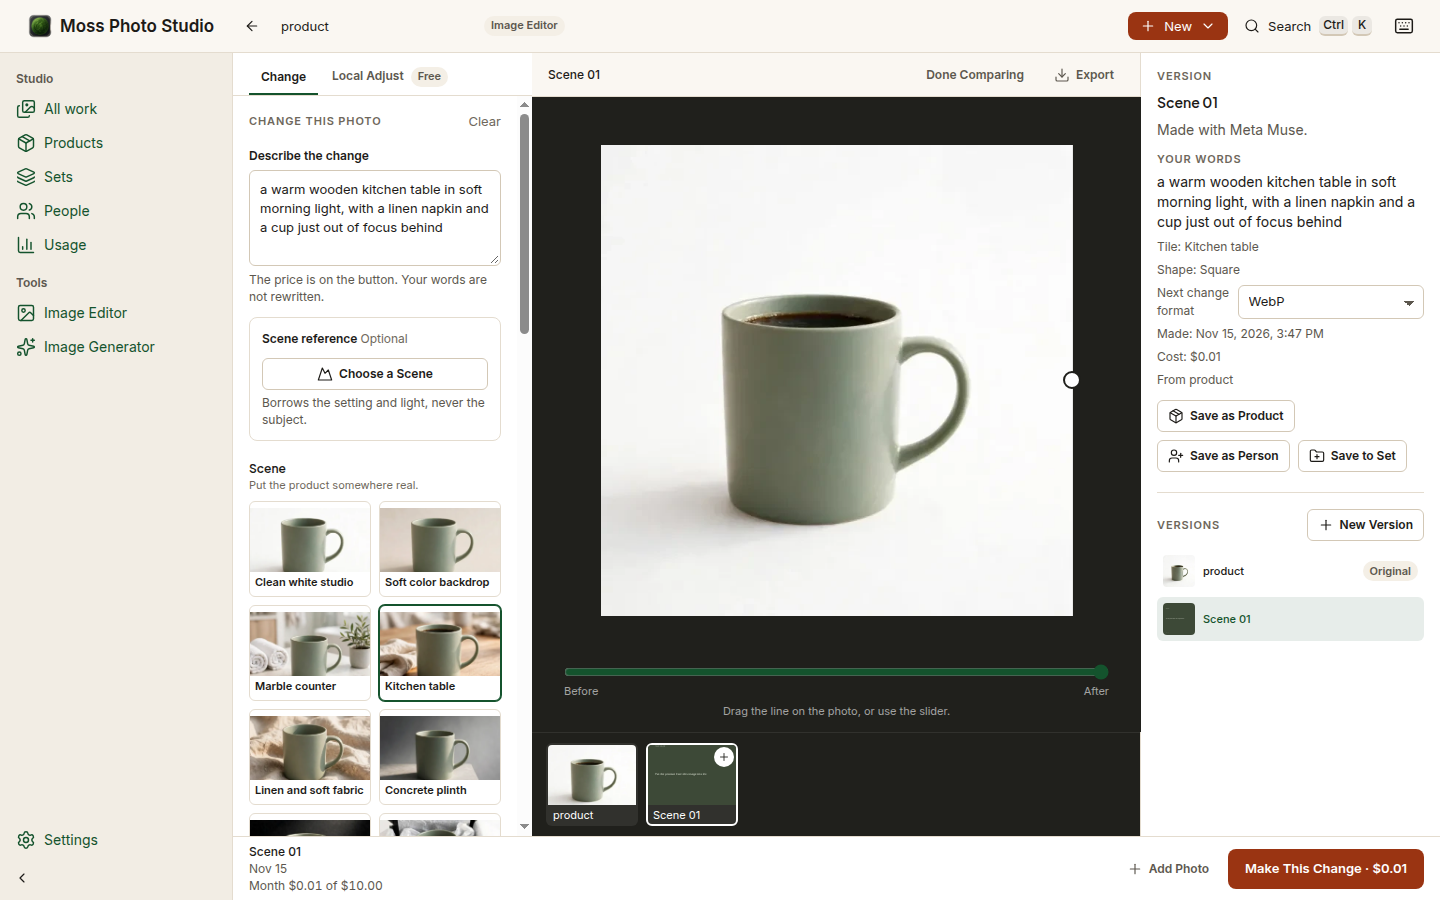 Moss Photo Studio
product
Image Editor
New
Search
Ctrl
K
Studio
All work
Products
Sets
People
Usage
Tools
Image Editor
Image Generator
Settings
Change
Local Adjust
Free
CHANGE THIS PHOTO
Clear
Describe the change
a warm wooden kitchen table in soft
morning light, with a linen napkin and
a cup just out of focus behind
The price is on the button. Your words are
not rewritten.
Scene reference Optional
Choose a Scene
Borrows the setting and light, never the
subject.
Scene
Put the product somewhere real.
Clean white studio
Soft color backdrop
Marble counter
Kitchen table
Linen and soft fabric
Concrete plinth
Scene 01
Done Comparing
Export
Before
After
Drag the line on the photo, or use the slider.
product
Scene 01
VERSION
Scene 01
Made with Meta Muse.
YOUR WORDS
a warm wooden kitchen table in soft
morning light, with a linen napkin and a
cup just out of focus behind
Tile: Kitchen table
Shape: Square
Next change
format
WebP
Made: Nov 15, 2026, 3:47 PM
Cost: $0.01
From product
Save as Product
Save as Person
Save to Set
VERSIONS
New Version
product
Original
Scene 01
Scene 01
Nov 15
Month $0.01 of $10.00
Add Photo
Make This Change · $0.01